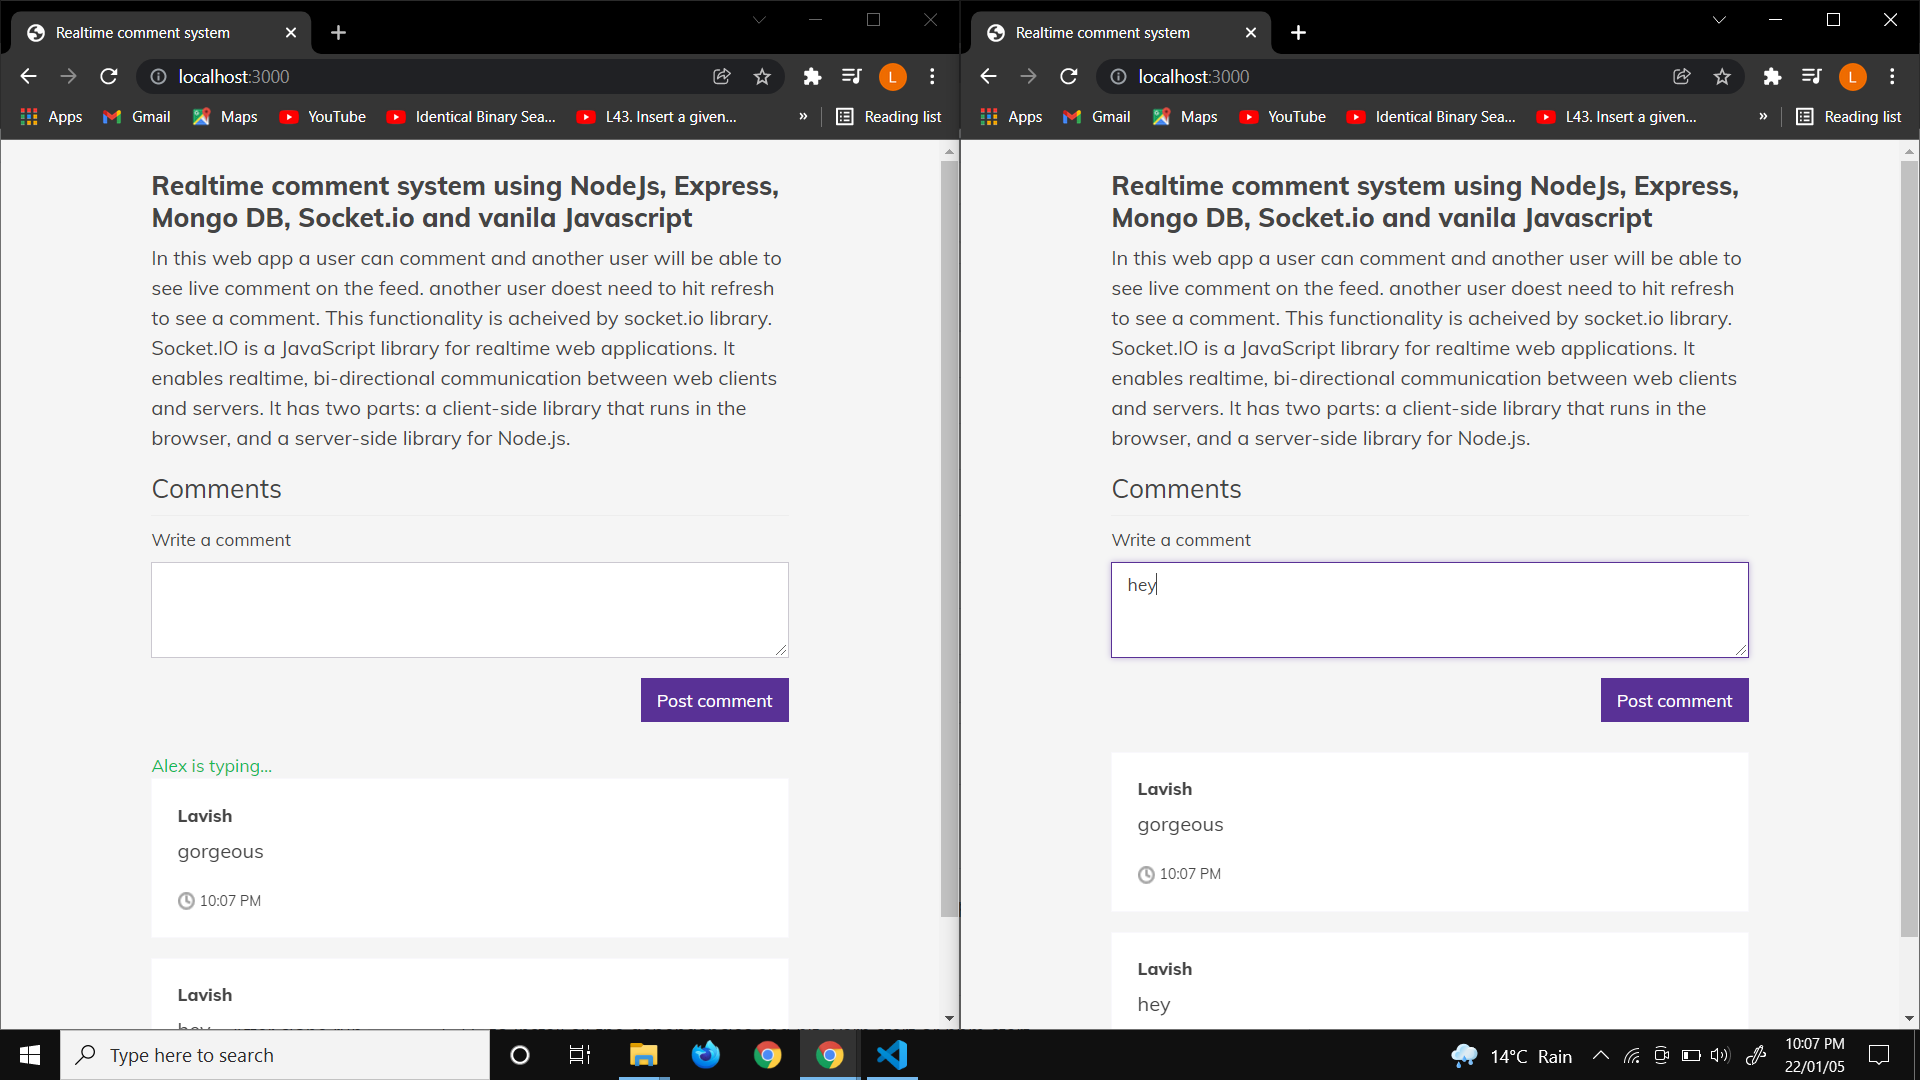 Realtime comment system
localhost:3000
L
Apps
Gmail
Maps
YouTube
Identical Binary Sea...
L43. Insert a given...
»
Reading list
Realtime comment system using NodeJs, Express,
Mongo DB, Socket.io and vanila Javascript
In this web app a user can comment and another user will be able to
see live comment on the feed. another user doest need to hit refresh
to see a comment. This functionality is acheived by socket.io library.
Socket.IO is a JavaScript library for realtime web applications. It
enables realtime, bi-directional communication between web clients
and servers. It has two parts: a client-side library that runs in the
browser, and a server-side library for Node.js.
Comments
Write a comment
Post comment
Alex is typing...
Lavish
gorgeous
10:07 PM
Lavish
hey
Realtime comment system
localhost:3000
L
Apps
Gmail
Maps
YouTube
Identical Binary Sea...
L43. Insert a given...
»
Reading list
Realtime comment system using NodeJs, Express,
Mongo DB, Socket.io and vanila Javascript
In this web app a user can comment and another user will be able to
see live comment on the feed. another user doest need to hit refresh
to see a comment. This functionality is acheived by socket.io library.
Socket.IO is a JavaScript library for realtime web applications. It
enables realtime, bi-directional communication between web clients
and servers. It has two parts: a client-side library that runs in the
browser, and a server-side library for Node.js.
Comments
Write a comment
hey
Post comment
Lavish
gorgeous
10:07 PM
Lavish
hey
Type here to search
14°C Rain
10:07 PM
22/01/05